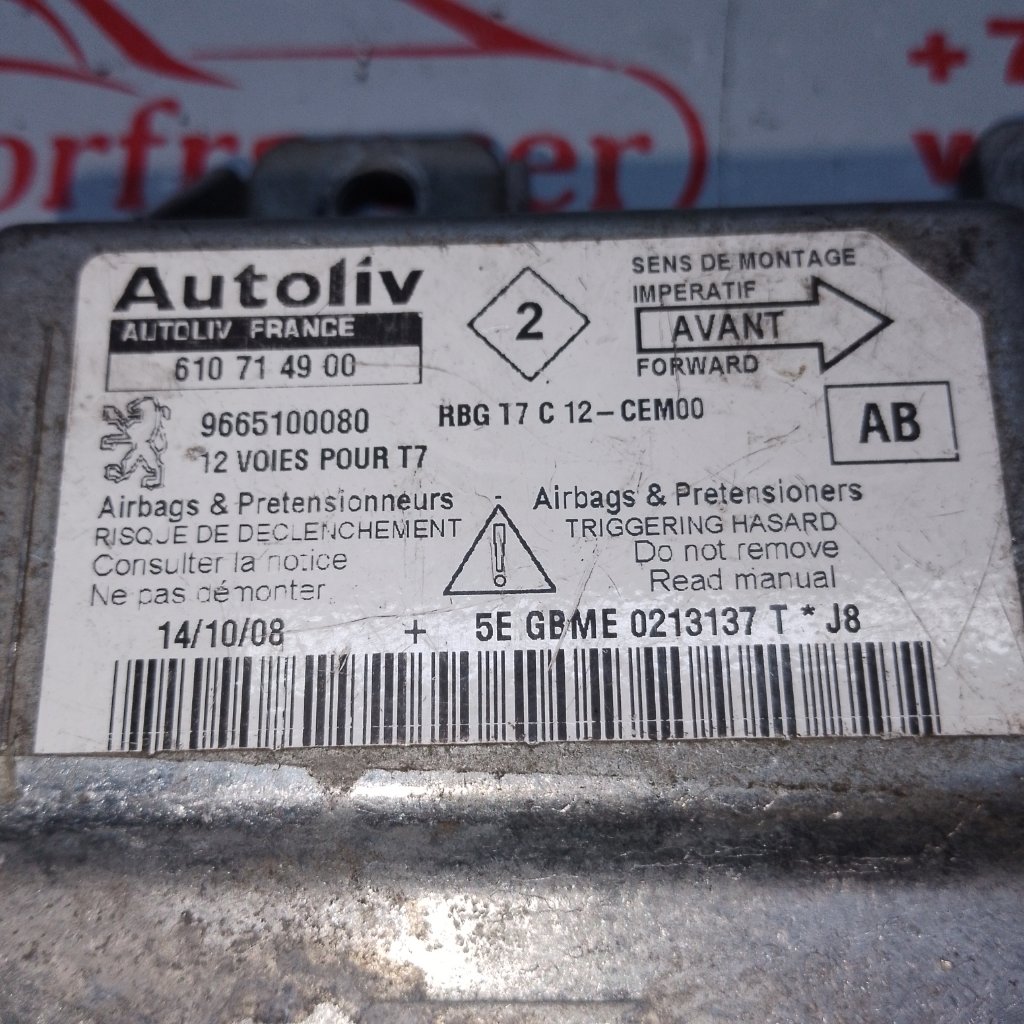 +7
Autoliv
AUTOLIV FRANCE
610 71 49 00
2
SENS DE MONTAGE
IMPERATIF
AVANT
FORWARD
9665100080
RBG T7 C 12-CEM00
12 VOIES POUR T7
AB
Airbags & Pretensionneurs
RISQUE DE DECLENCHEMENT
Consulter la notice
Ne pas démonter
- Airbags & Pretensioners
TRIGGERING HASARD
Do not remove
Read manual
!
14/10/08 + 5E GBME 0213137 T * J8